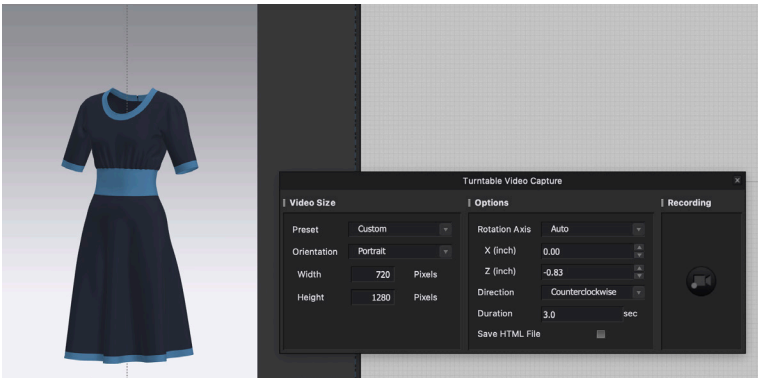 Turntable Video Capture ×
Video Size
Preset Custom
Orientation Portrait
Width 720 Pixels
Height 1280 Pixels
Options
Rotation Axis Auto
X (inch) 0.00
Z (inch) -0.83
Direction Counterclockwise
Duration 3.0 sec
Save HTML File
Recording